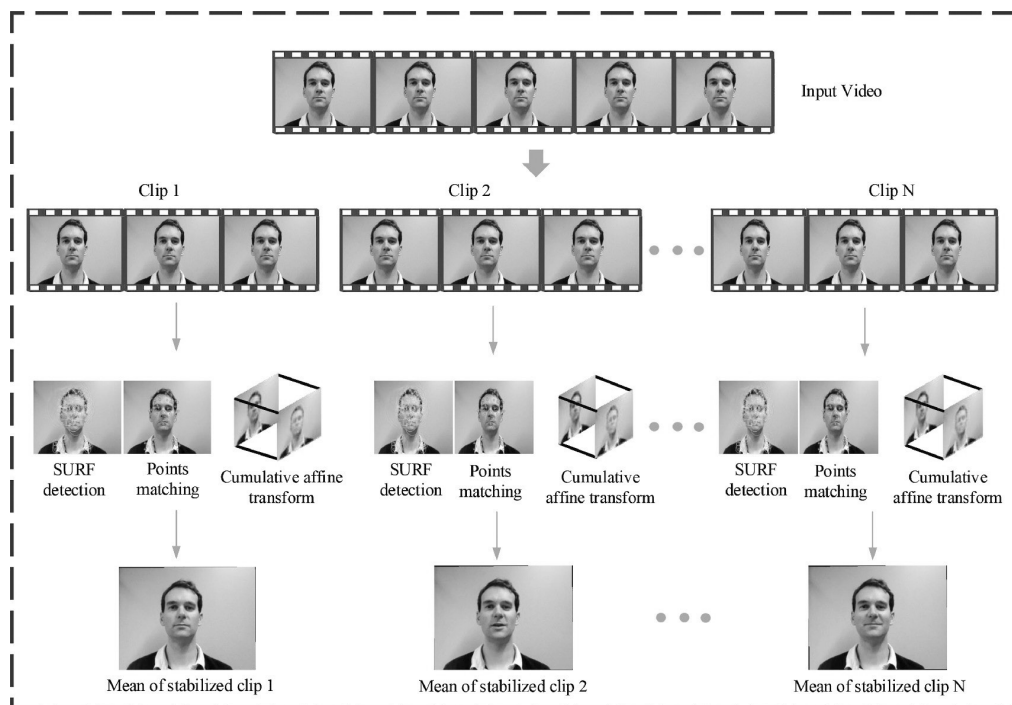 Input Video
Clip 1
Clip 2
Clip N
SURF
detection
Points
matching
Cumulative affine
transform
SURF
detection
Points
matching
Cumulative
affine transform
SURF
detection
Points
matching
Cumulative
affine transform
Mean of stabilized clip 1
Mean of stabilized clip 2
Mean of stabilized clip N